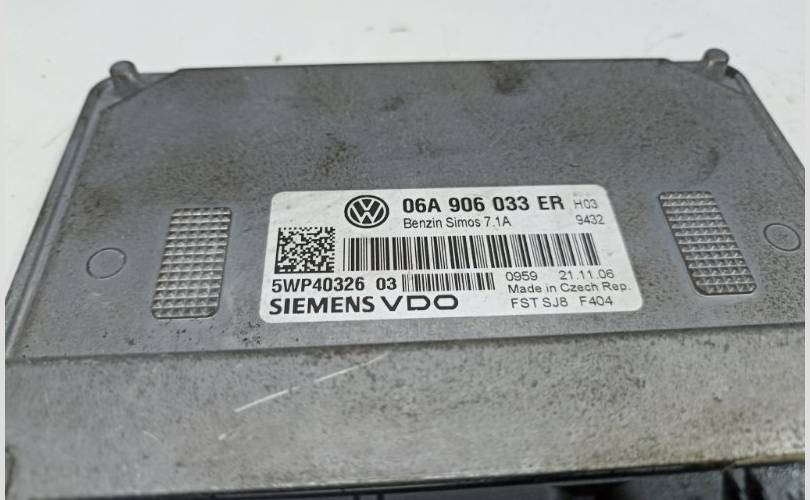 06A 906 033 ER H03
Benzin Simos 7.1A 9432
5WP40326 03 0959 21.11.06
Made in Czech Rep.
SIEMENS VDO FST SJ8 F404